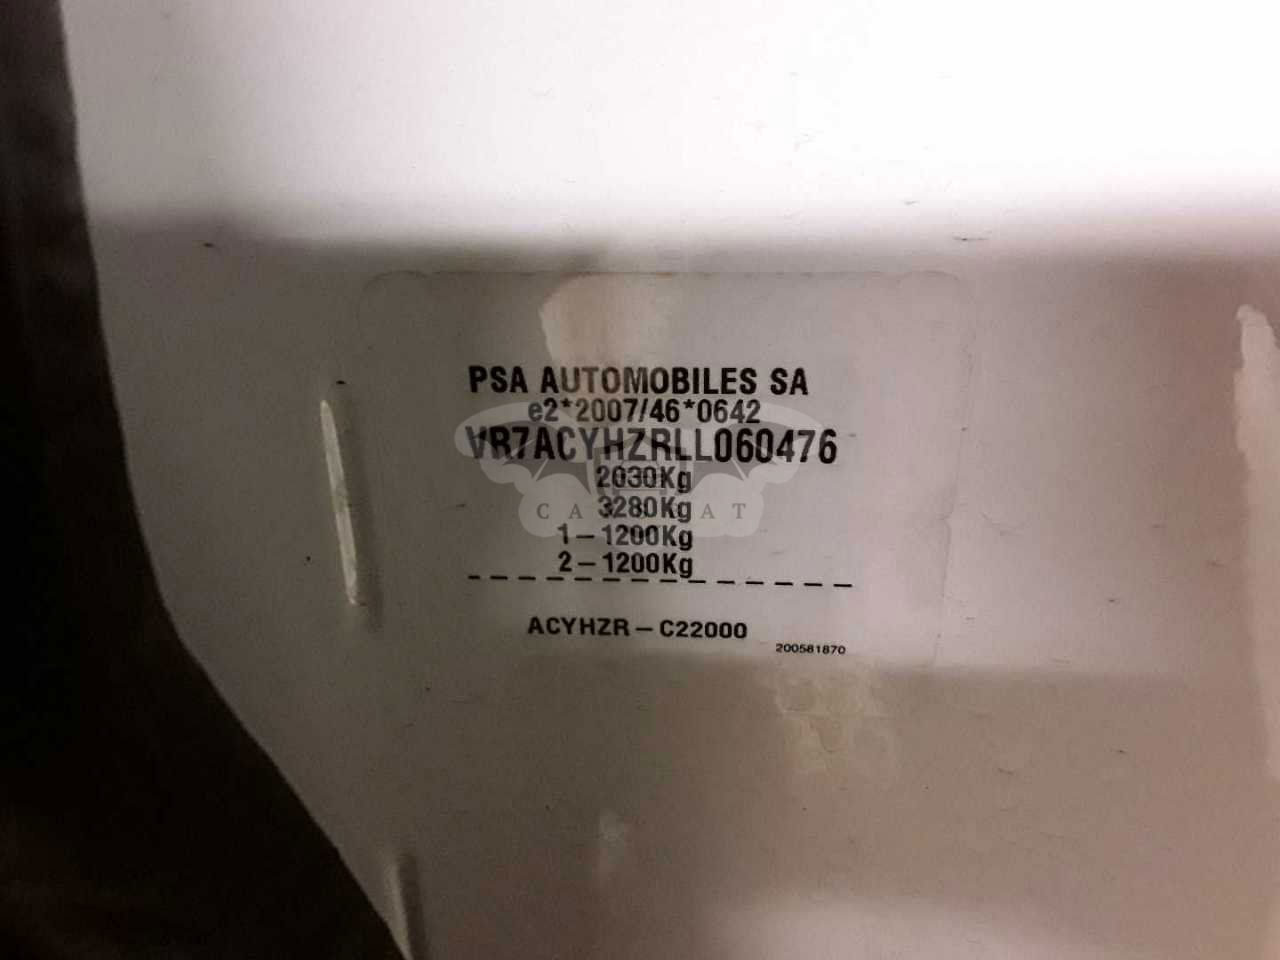 PSA AUTOMOBILES SA
e2*2007/46*0642
VR7ACYHZRLL060476
2030Kg
3280Kg
1-1200Kg
2-1200Kg
ACYHZR-C22000
200581870